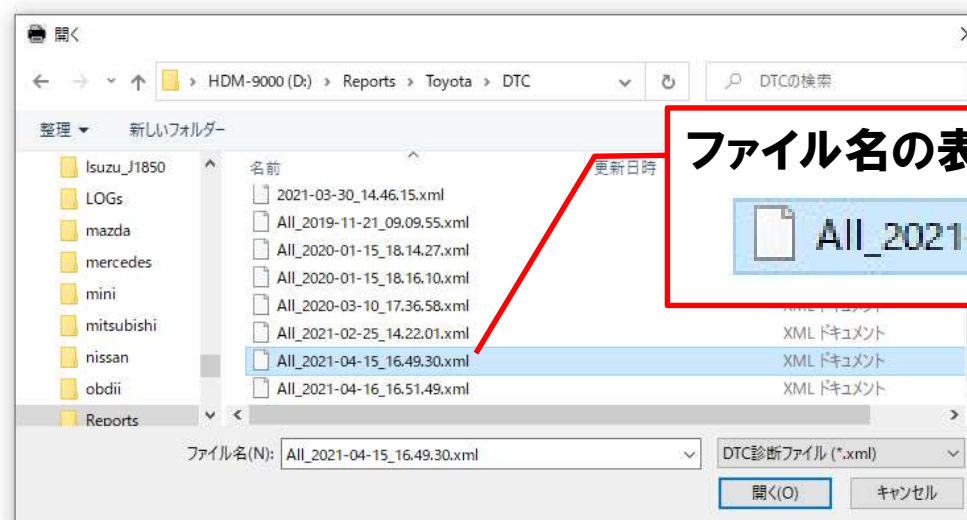 開く
HDM-9000 (D:) › Reports › Toyota › DTC
DTCの検索
整理
新しいフォルダー
Isuzu_J1850
LOGs
mazda
mercedes
mini
mitsubishi
nissan
obdii
Reports
名前
更新日時
2021-03-30_14.46.15.xml
All_2019-11-21_09.09.55.xml
All_2020-01-15_18.14.27.xml
All_2020-01-15_18.16.10.xml
All_2020-03-10_17.36.58.xml
All_2021-02-25_14.22.01.xml
XML ドキュメント
All_2021-04-15_16.49.30.xml
XML ドキュメント
All_2021-04-16_16.51.49.xml
XML ドキュメント
ファイル名の表
All_2021-
ファイル名(N):
All_2021-04-15_16.49.30.xml
DTC診断ファイル (*.xml)
開く(O)
キャンセル